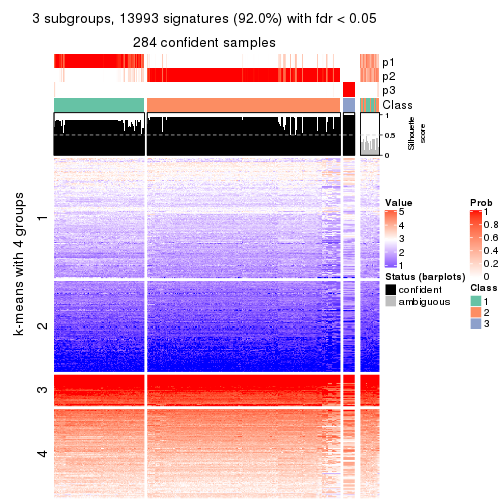 3 subgroups, 13993 signatures (92.0%) with fdr < 0.05
284 confident samples
p1
p2
p3
Class
1
0.5
0
Silhouette
score
k-means with 4 groups
1
2
3
4
Value
5
4
3
2
1
Status (barplots)
confident
ambiguous
Prob
1
0.8
0.6
0.4
0.2
0
Class
1
2
3